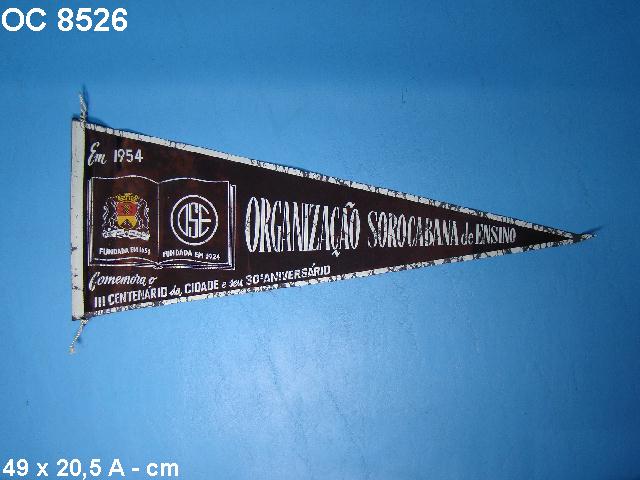 OC 8526
Em 1954
FUNDADA EM 1654
OSE
FUNDADA EM 1924
ORGANIZAÇÃO SOROCABANA de ENSINO
Comemora o
III CENTENÁRIO da CIDADE e seu 30º ANIVERSÁRIO
49 x 20,5 A - cm